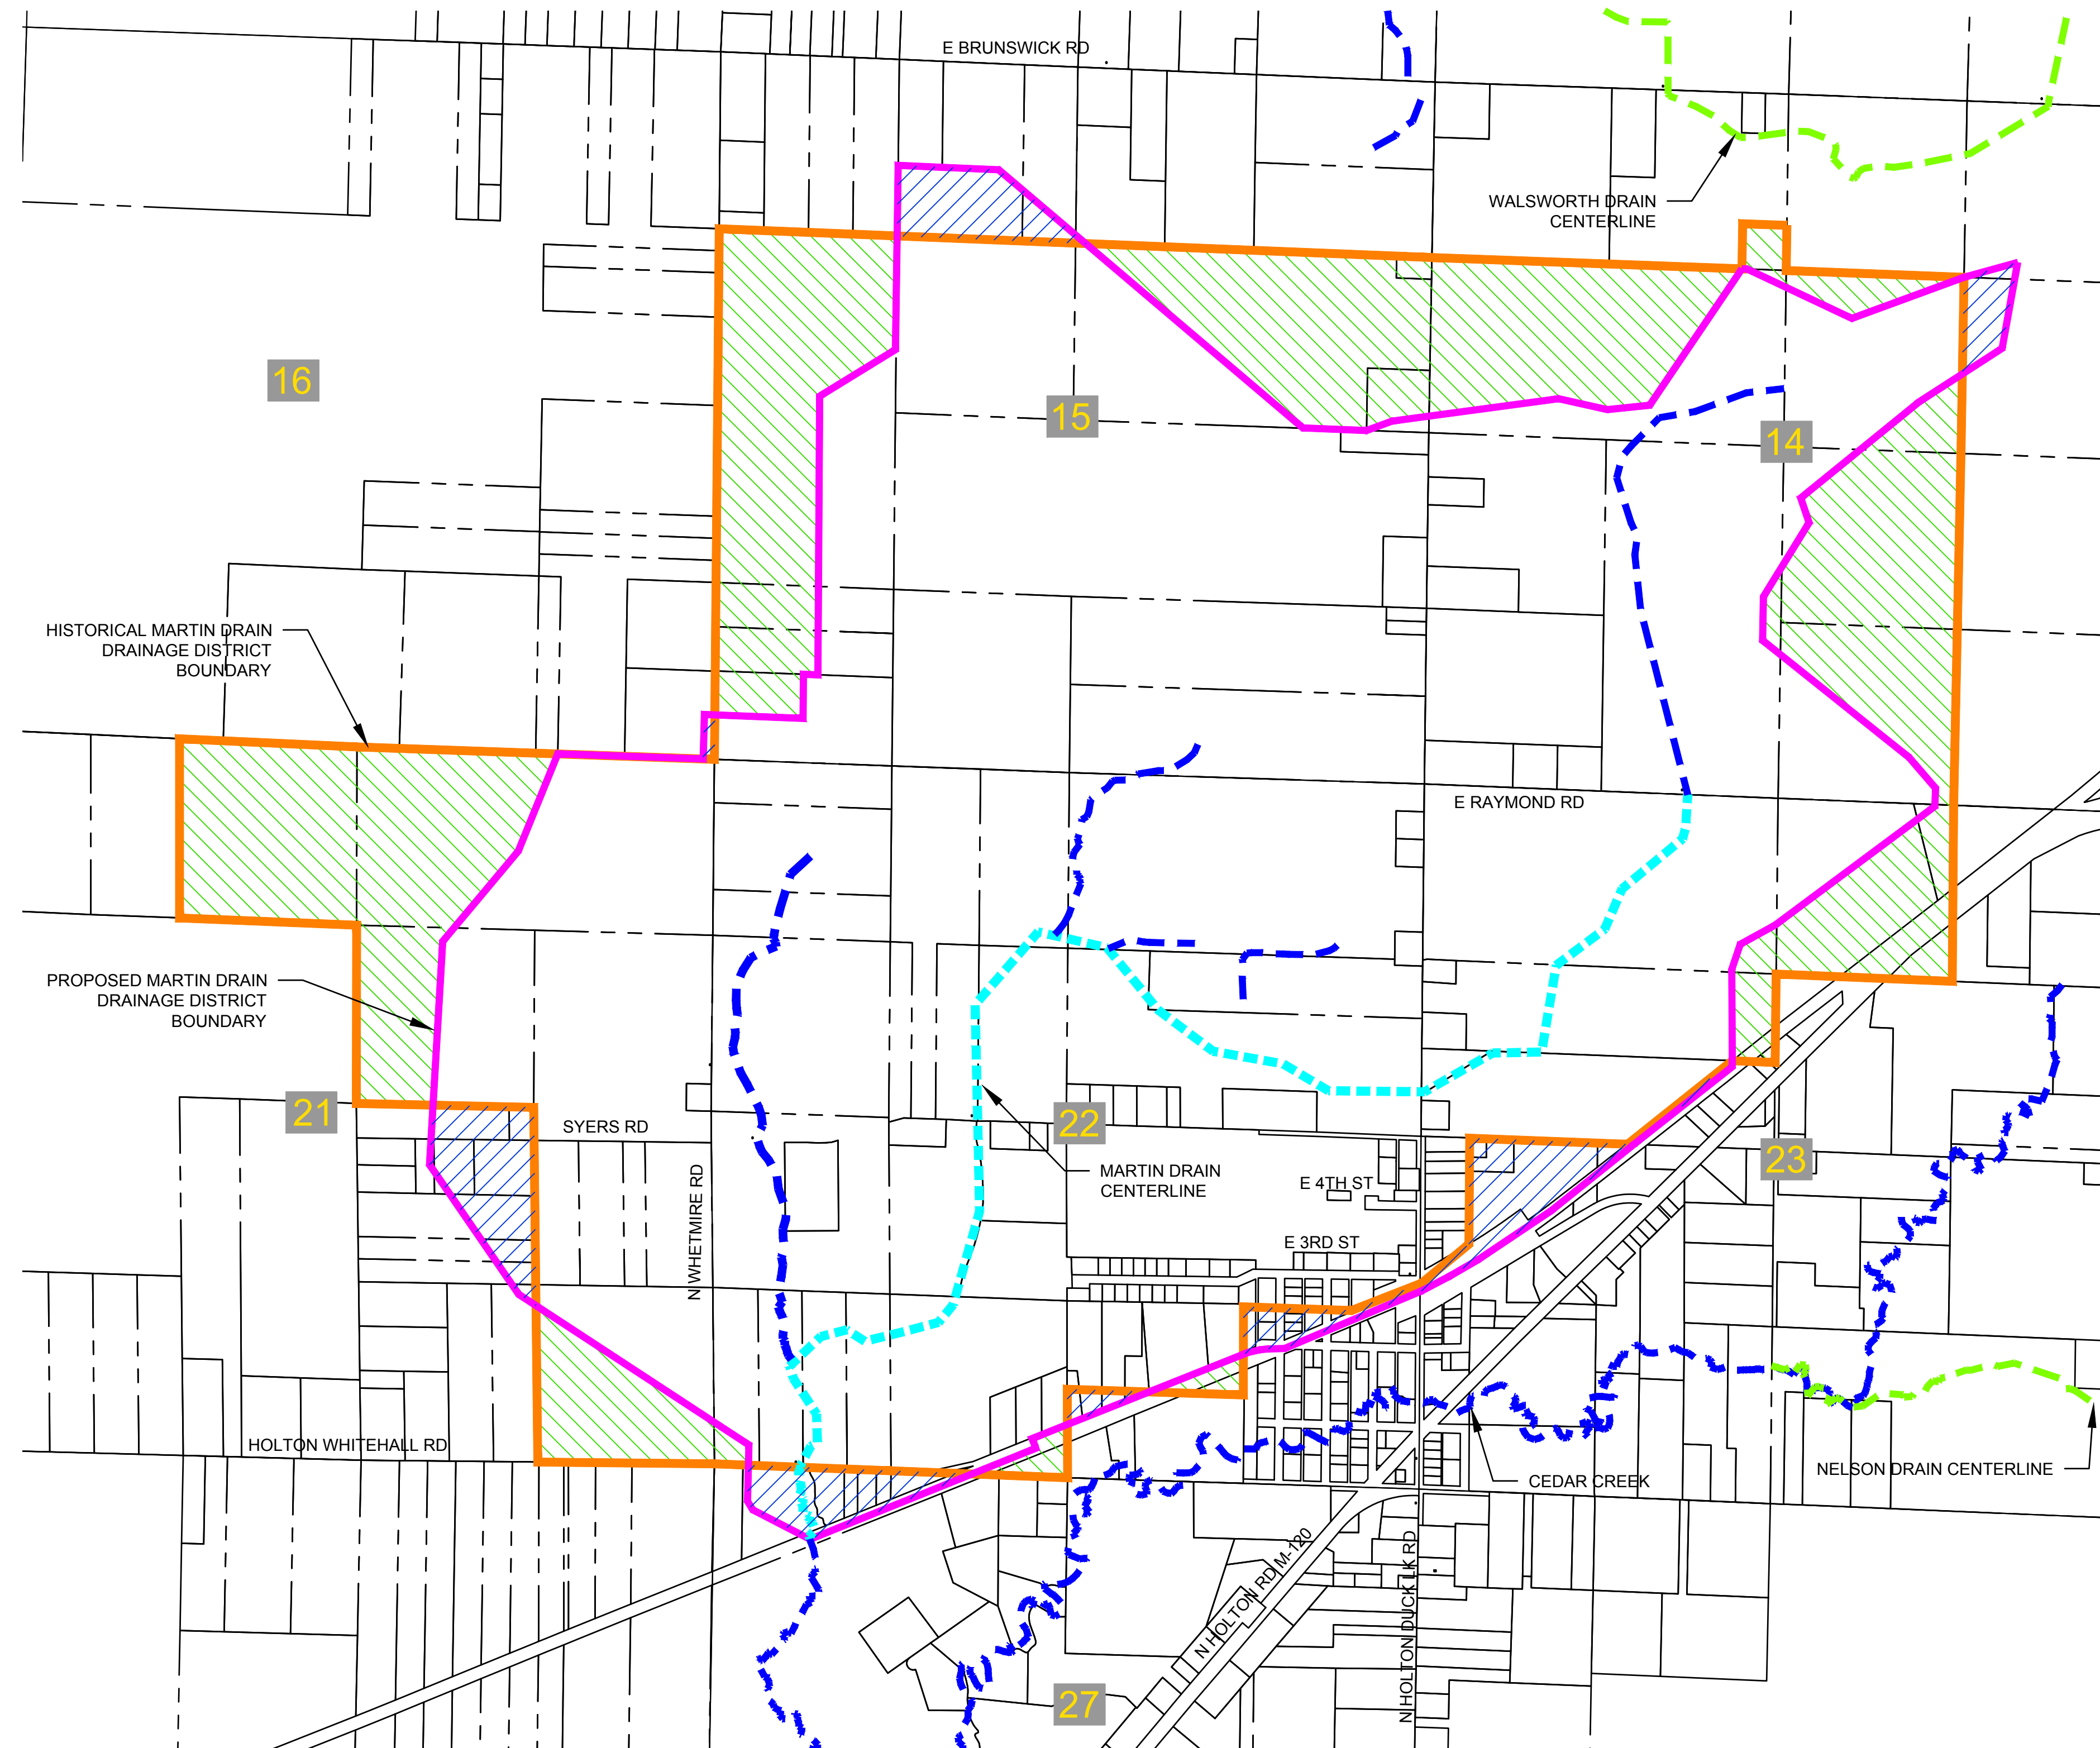 E BRUNSWICK RD
WALSWORTH DRAIN
CENTERLINE
16
15
14
HISTORICAL MARTIN DRAIN
DRAINAGE DISTRICT
BOUNDARY
E RAYMOND RD
PROPOSED MARTIN DRAIN
DRAINAGE DISTRICT
BOUNDARY
21
SYERS RD
22
23
MARTIN DRAIN
CENTERLINE
E 4TH ST
N WHETMIRE RD
E 3RD ST
HOLTON WHITEHALL RD
CEDAR CREEK
NELSON DRAIN CENTERLINE
N HOLTON RD M-120
N HOLTON DUCK LK RD
27